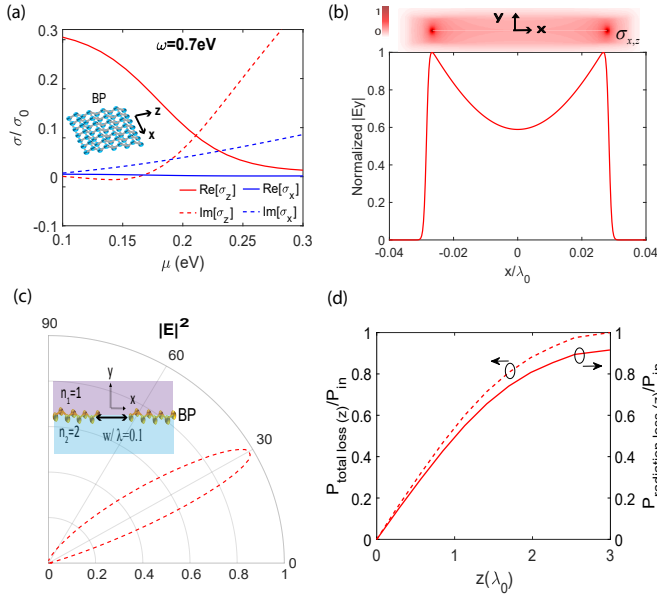 (a)
ω=0.7eV
0.3
0.2
0.1
0
-0.1
σ/σ₀
BP
z
x
Re[σz]
Re[σx]
Im[σz]
Im[σx]
0.1
0.15
0.2
0.25
0.3
μ (eV)
(b)
1
0
y
x
σx,z
1
0.8
0.6
0.4
0.2
0
Normalized |Ey|
-0.04
-0.02
0
0.02
0.04
x/λ₀
(c)
|E|²
90
60
30
0
n₁=1
y
x
BP
n₂=2
w/λ=0.1
0
0.2
0.4
0.6
0.8
1
(d)
1
0.8
0.6
0.4
0.2
0
P total loss (z)/Pin
1
0.8
0.6
0.4
0.2
0
P radiation loss (z)/Pin
0
1
2
3
z(λ₀)